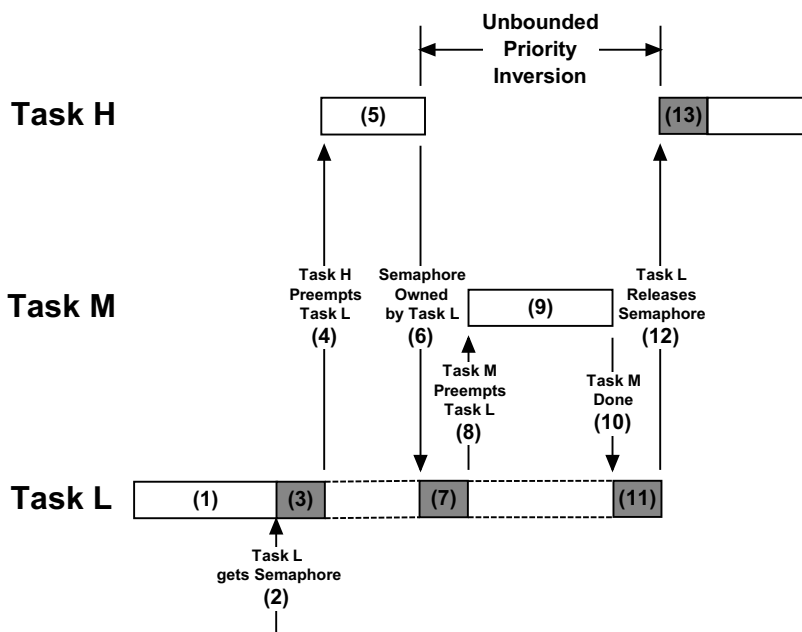 Unbounded
Priority
Inversion
Task H
(5)
(13)
Task H
Preempts
Task L
(4)
Semaphore
Owned
by Task L
(6)
Task L
Releases
Semaphore
(12)
Task M
(9)
Task M
Preempts
Task L
(8)
Task M
Done
(10)
Task L
(1)
(3)
(7)
(11)
Task L
gets Semaphore
(2)